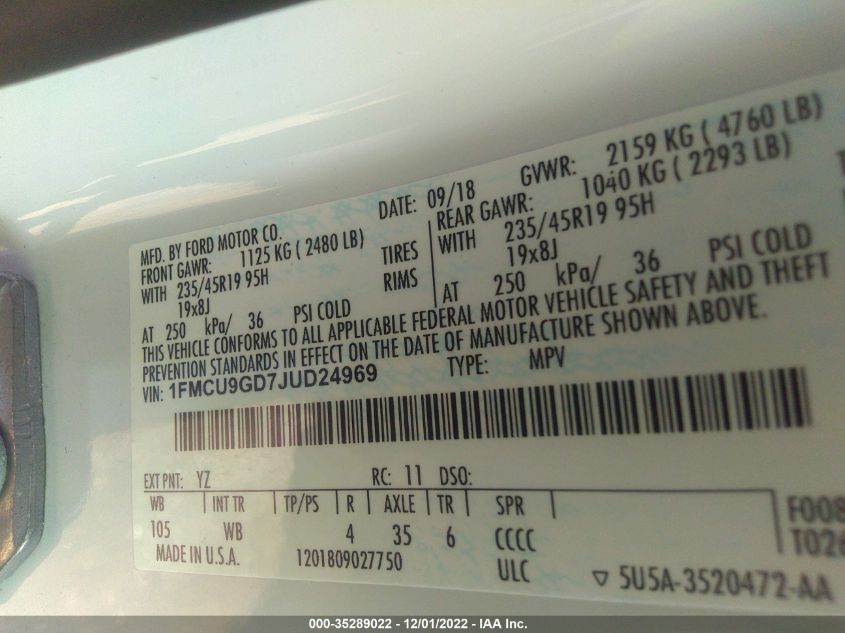 MFD. BY FORD MOTOR CO. DATE: 09/18 GVWR: 2159 KG ( 4760 LB)
FRONT GAWR: 1125 KG ( 2480 LB) REAR GAWR: 1040 KG ( 2293 LB)
WITH 235/45R19 95H TIRES WITH 235/45R19 95H
19x8J RIMS 19x8J
AT 250 kPa/ 36 PSI COLD AT 250 kPa/ 36 PSI COLD
THIS VEHICLE CONFORMS TO ALL APPLICABLE FEDERAL MOTOR VEHICLE SAFETY AND THEFT
PREVENTION STANDARDS IN EFFECT ON THE DATE OF MANUFACTURE SHOWN ABOVE.
VIN: 1FMCU9GD7JUD24969 TYPE: MPV
EXT PNT: YZ RC: 11 DSO:
WB INT TR TP/PS R AXLE TR SPR
105 WB 4 35 6 CCCC
MADE IN U.S.A. 1201809027750 ULC
F008
T026
5U5A-3520472-AA
000-35289022 - 12/01/2022 - IAA Inc.